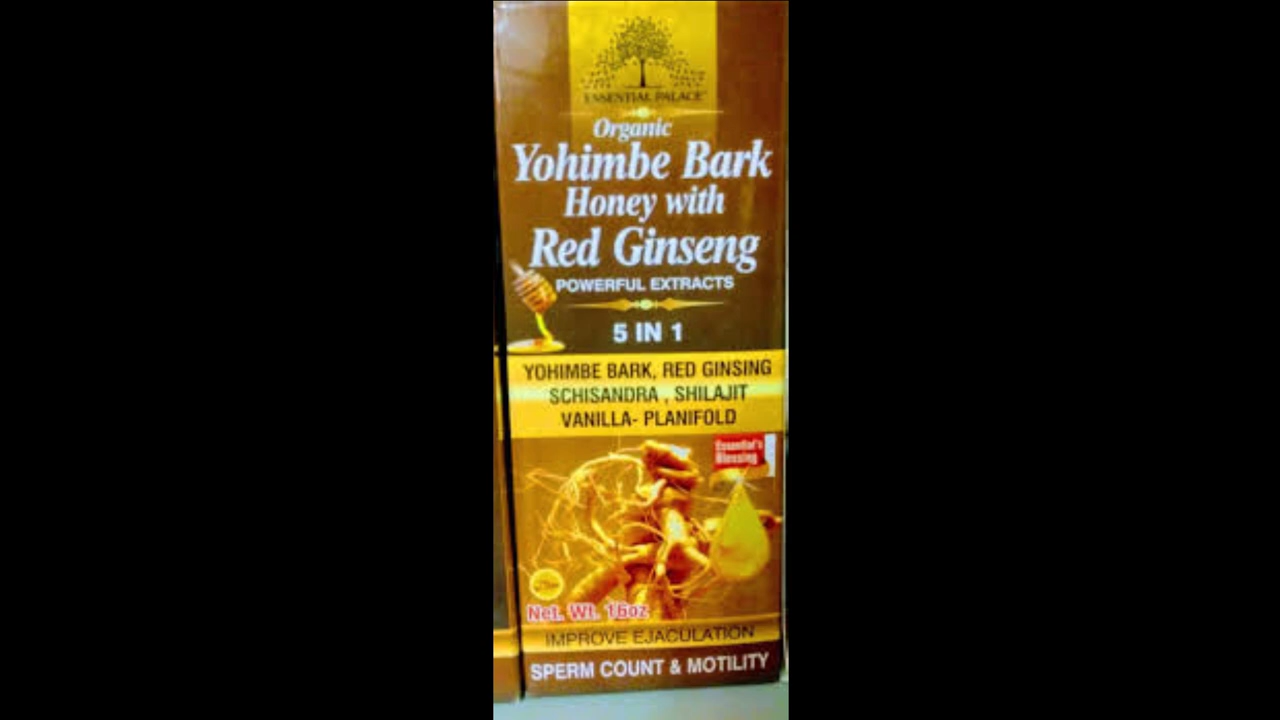 ESSENTIAL PALACE
Organic
Yohimbe Bark
Honey with
Red Ginseng
POWERFUL EXTRACTS
5 IN 1
YOHIMBE BARK, RED GINSING
SCHISANDRA , SHILAJIT
VANILLA- PLANIFOLD
Essential's
Blessing
Net. Wt. 16oz
IMPROVE EJACULATION
SPERM COUNT & MOTILITY